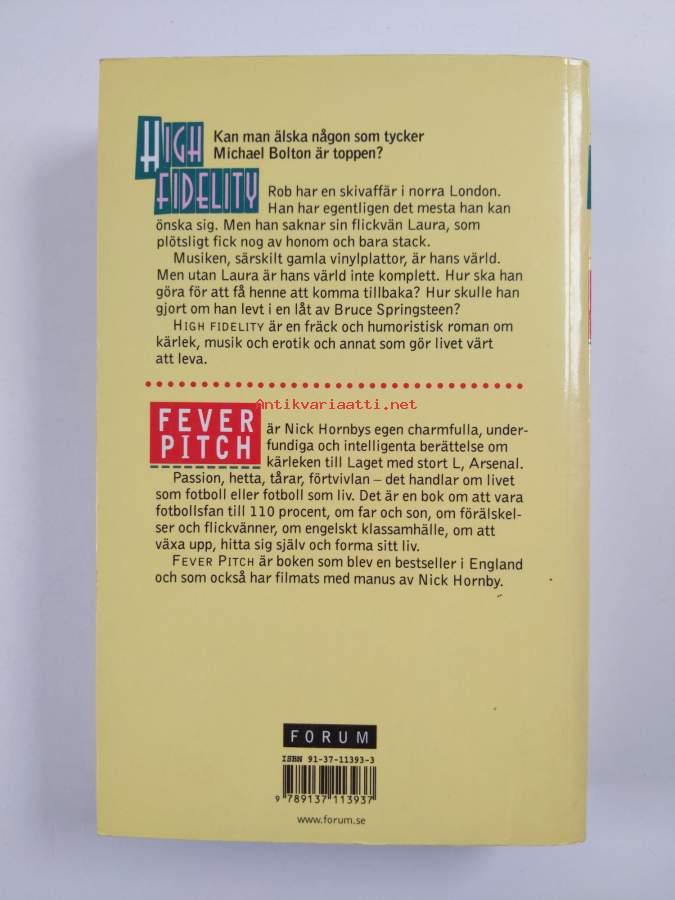 HIGH FIDELITY
Kan man älska någon som tycker
Michael Bolton är toppen?
Rob har en skivaffär i norra London.
Han har egentligen det mesta han kan
önska sig. Men han saknar sin flickvän Laura, som
plötsligt fick nog av honom och bara stack.
Musiken, särskilt gamla vinylplattor, är hans värld.
Men utan Laura är hans värld inte komplett. Hur ska han
göra för att få henne att komma tillbaka? Hur skulle han
gjort om han levt i en låt av Bruce Springsteen?
HIGH FIDELITY är en fräck och humoristisk roman om
kärlek, musik och erotik och annat som gör livet värt
att leva.
Antikvariaatti.net
FEVER
PITCH
är Nick Hornbys egen charmfulla, under-
fundiga och intelligenta berättelse om
kärleken till Laget med stort L, Arsenal.
Passion, hetta, tårar, förtvivlan – det handlar om livet
som fotboll eller fotboll som liv. Det är en bok om att vara
fotbollsfan till 110 procent, om far och son, om förälskel-
ser och flickvänner, om engelskt klassamhälle, om att
växa upp, hitta sig själv och forma sitt liv.
FEVER PITCH är boken som blev en bestseller i England
och som också har filmats med manus av Nick Hornby.
FORUM
ISBN 91-37-11393-3
9 789137 113937
www.forum.se